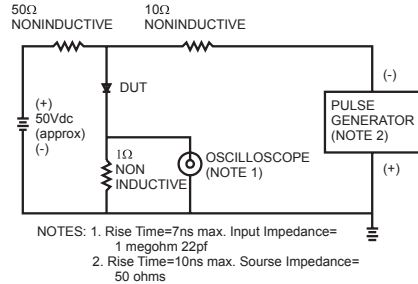 50Ω
NONINDUCTIVE
10Ω
NONINDUCTIVE
(+)
50Vdc
(approx)
(-)
DUT
1Ω
NON
INDUCTIVE
OSCILLOSCOPE
(NOTE 1)
(-)
PULSE
GENERATOR
(NOTE 2)
(+)
NOTES: 1. Rise Time=7ns max. Input Impedance=
1 megohm 22pf
2. Rise Time=10ns max. Sourse Impedance=
50 ohms